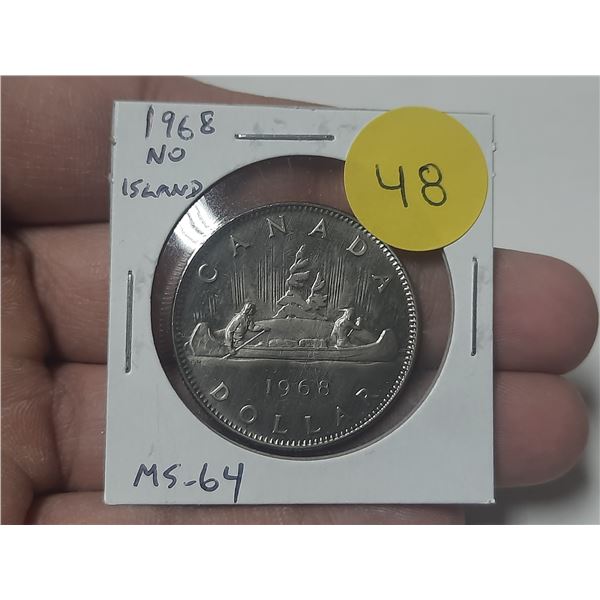 1968
NO
ISLAND
48
CANADA
1968
DOLLAR
MS-64